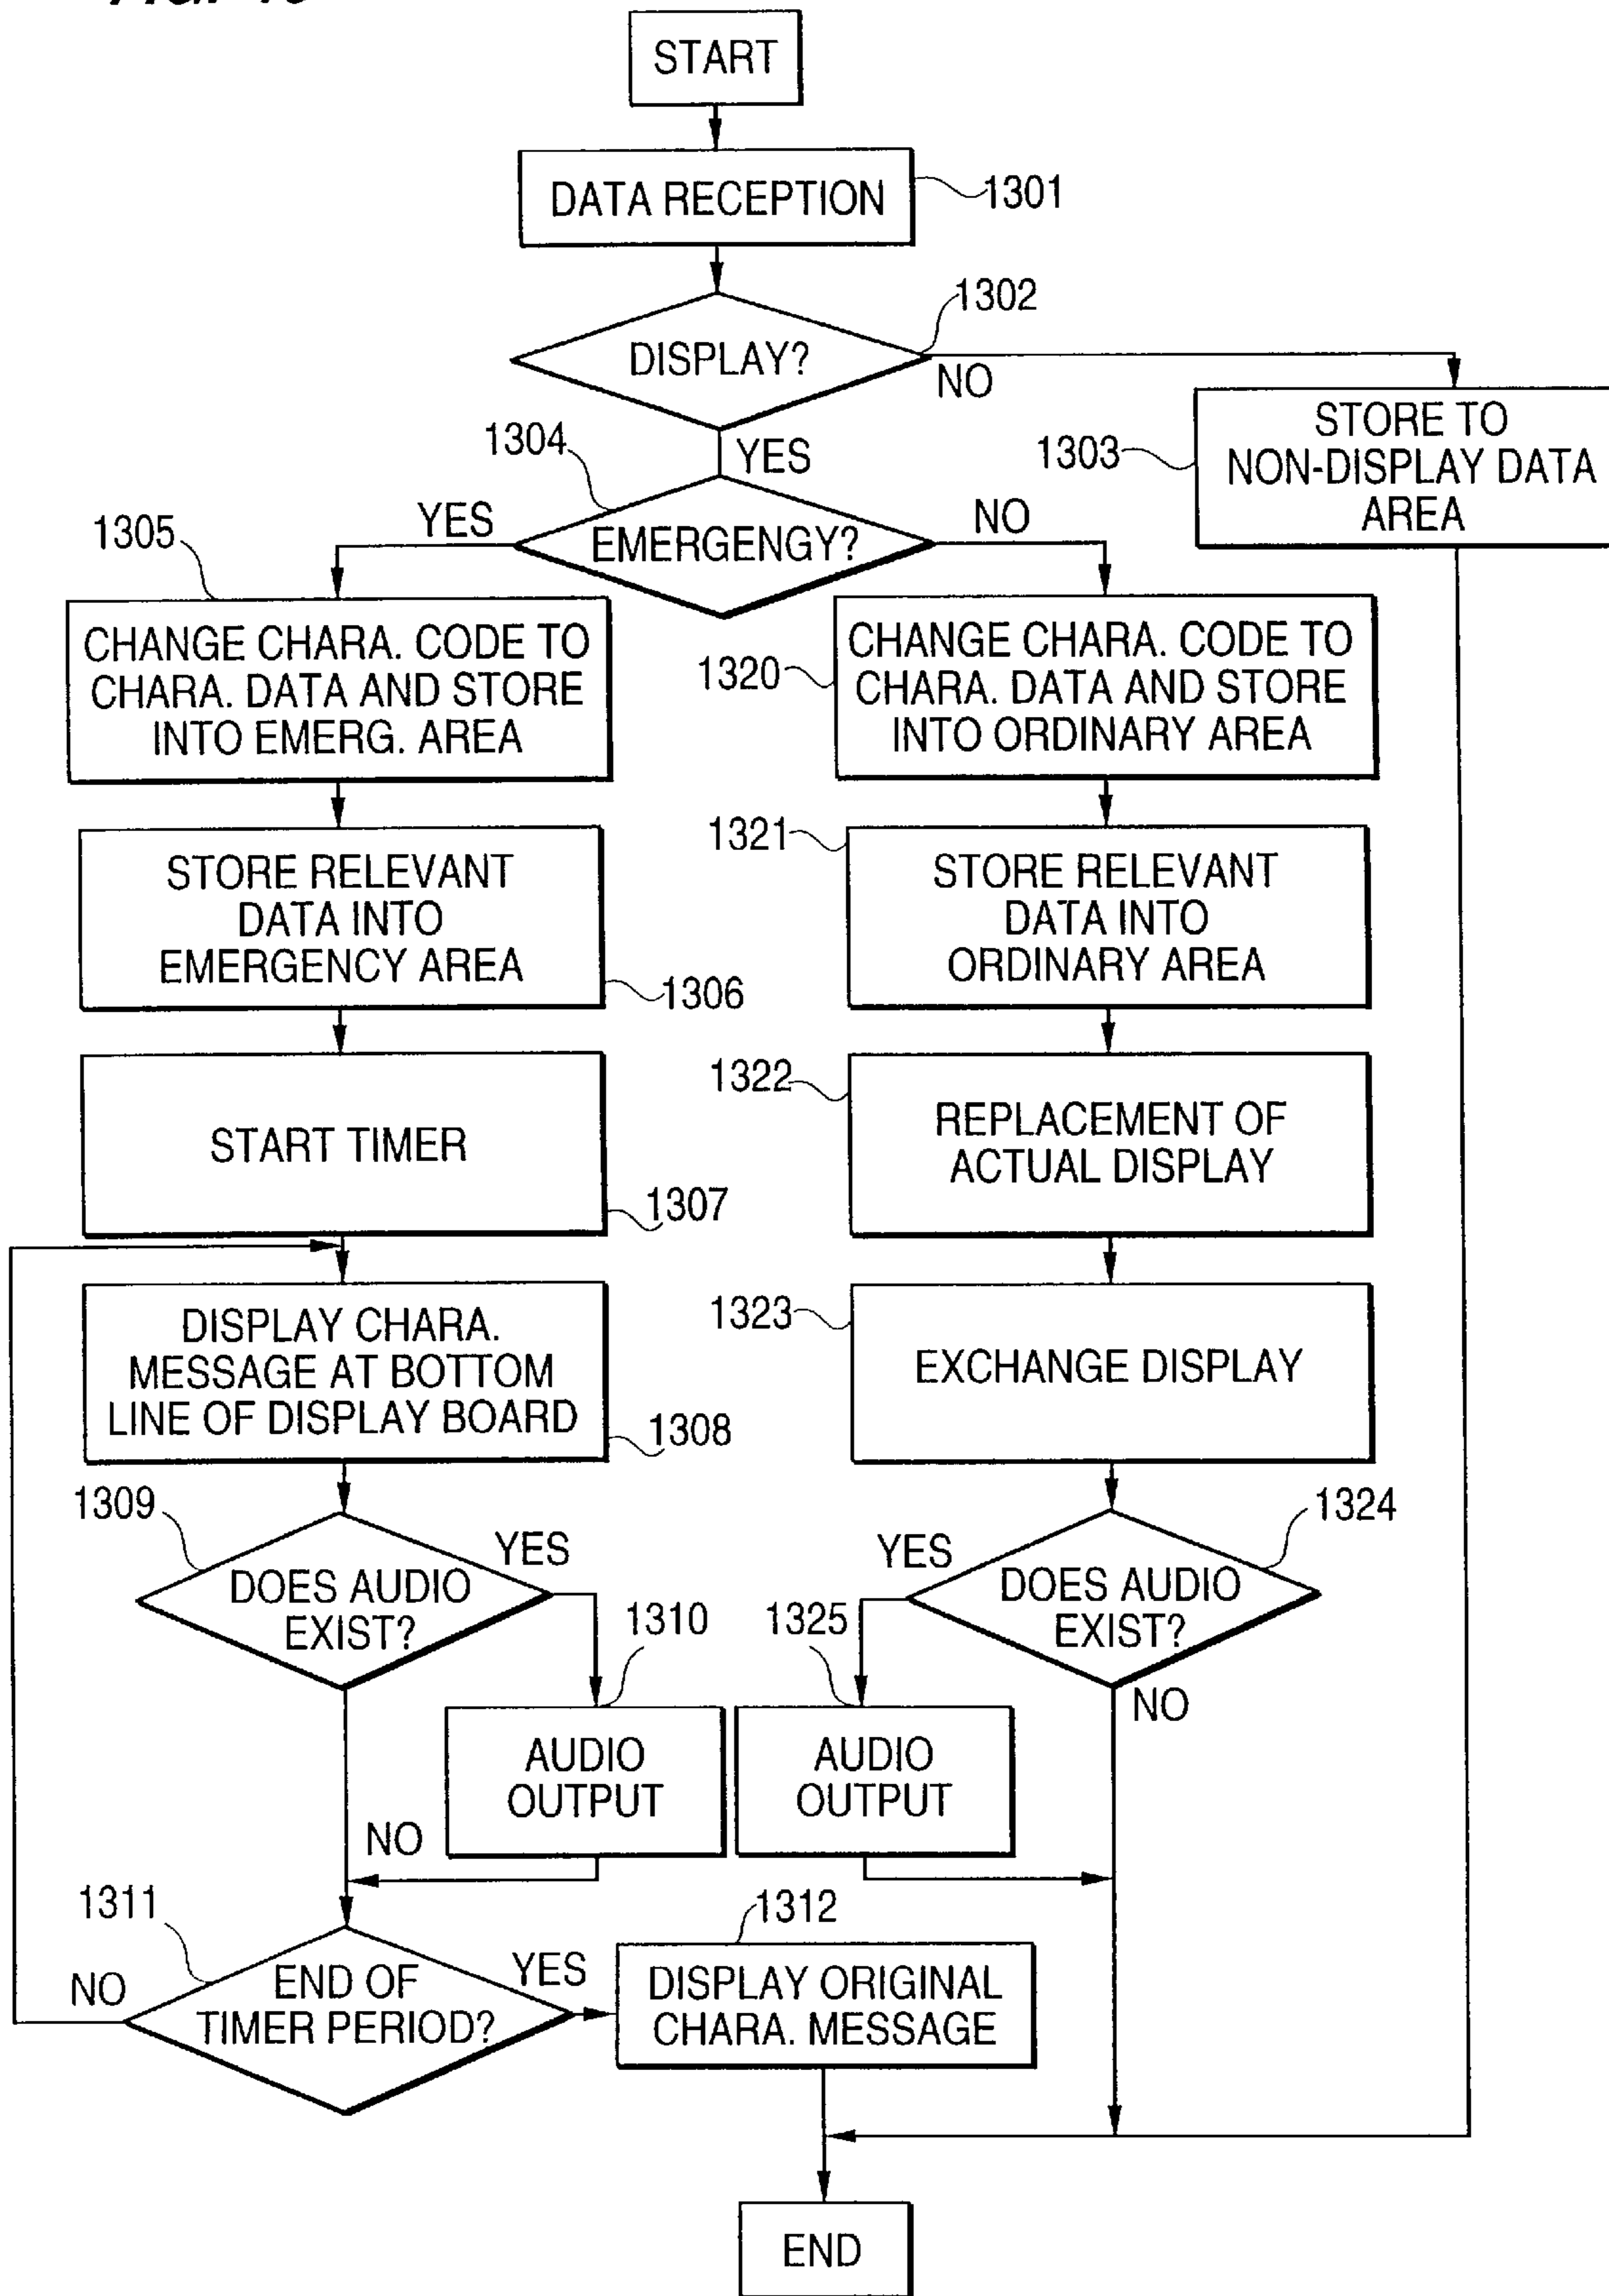 START
DATA RECEPTION
1301
1302
DISPLAY?
NO
1304
YES
1303
STORE TO
NON-DISPLAY DATA
AREA
1305
YES
EMERGENGY?
NO
CHANGE CHARA. CODE TO
CHARA. DATA AND STORE
INTO EMERG. AREA
1320
CHANGE CHARA. CODE TO
CHARA. DATA AND STORE
INTO ORDINARY AREA
STORE RELEVANT
DATA INTO
EMERGENCY AREA
1306
1321
STORE RELEVANT
DATA INTO
ORDINARY AREA
START TIMER
1307
1322
REPLACEMENT OF
ACTUAL DISPLAY
DISPLAY CHARA.
MESSAGE AT BOTTOM
LINE OF DISPLAY BOARD
1308
1323
EXCHANGE DISPLAY
1309
DOES AUDIO
EXIST?
YES
1324
YES
DOES AUDIO
EXIST?
1310
1325
NO
AUDIO
OUTPUT
AUDIO
OUTPUT
NO
1311
END OF
TIMER PERIOD?
NO
YES
1312
DISPLAY ORIGINAL
CHARA. MESSAGE
END